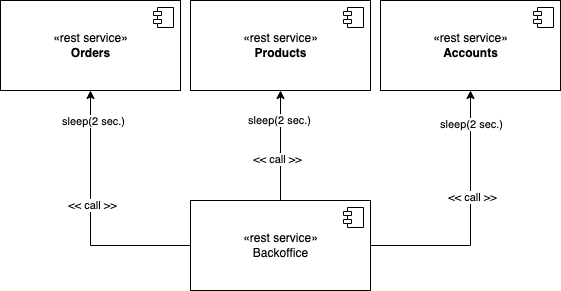 «rest service»
Orders
«rest service»
Products
«rest service»
Accounts
sleep(2 sec.)
sleep(2 sec.)
sleep(2 sec.)
<< call >>
<< call >>
<< call >>
«rest service»
Backoffice